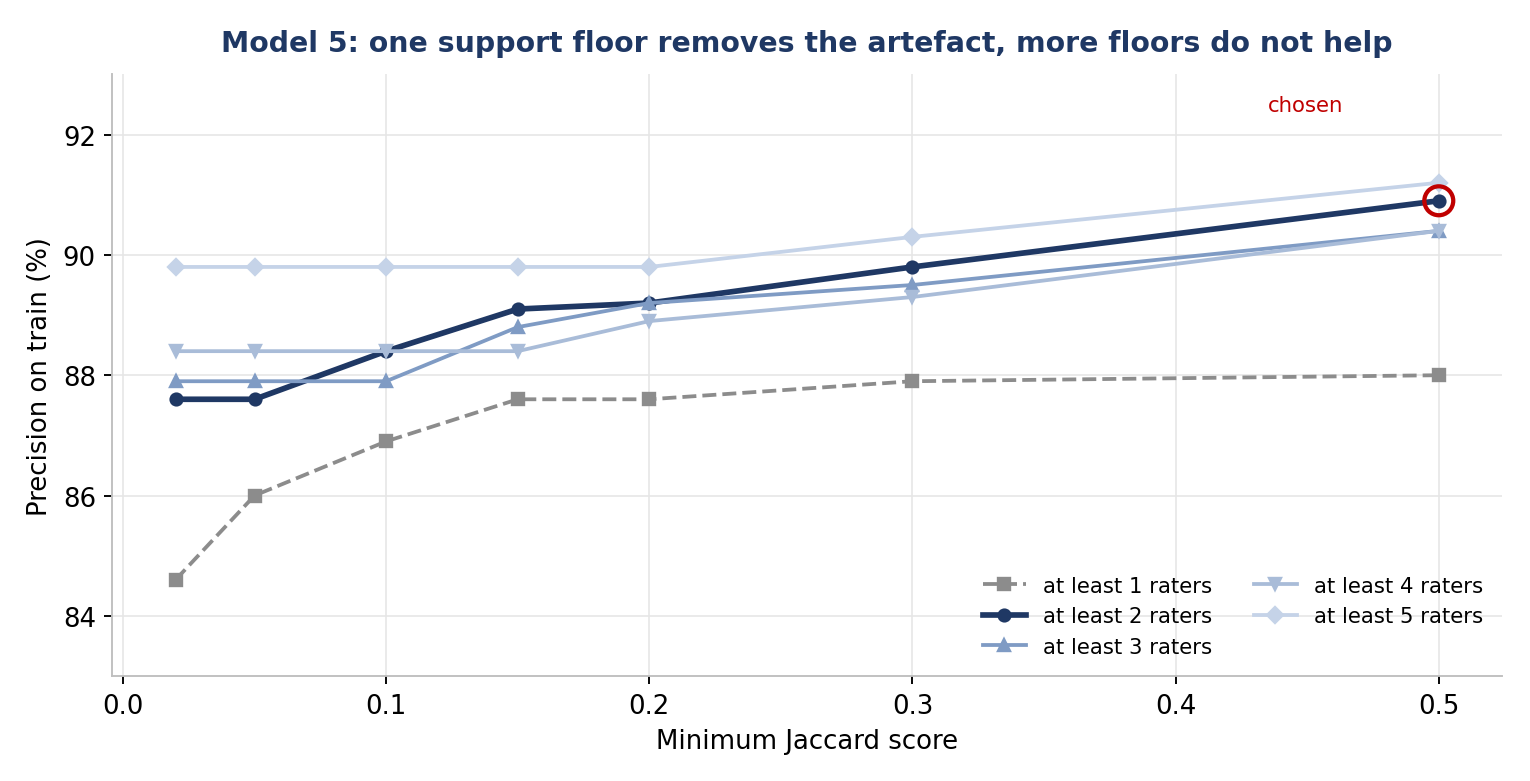 Model 5: one support floor removes the artefact, more floors do not help
chosen
Precision on train (%)
92
90
88
86
84
at least 1 raters
at least 2 raters
at least 3 raters
at least 4 raters
at least 5 raters
0.0 0.1 0.2 0.3 0.4 0.5
Minimum Jaccard score